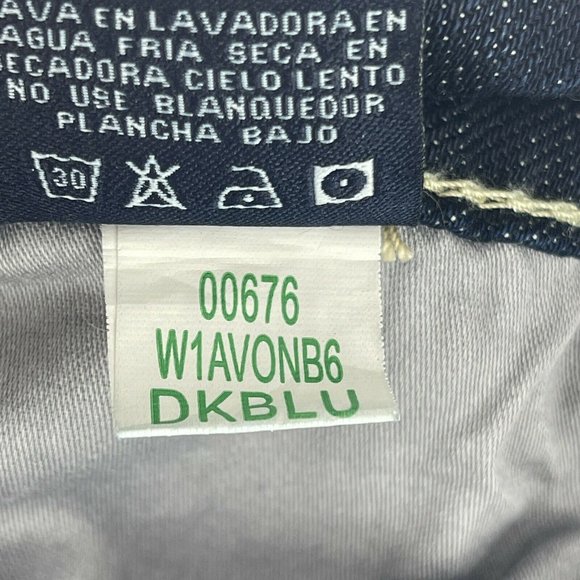 AVA EN LAVADORA EN
AGUA FRIA SECA EN
SECADORA CIELO LENTO
NO USE BLANQUEDOR
PLANCHA BAJO
30
00676
W1AVONB6
DKBLU